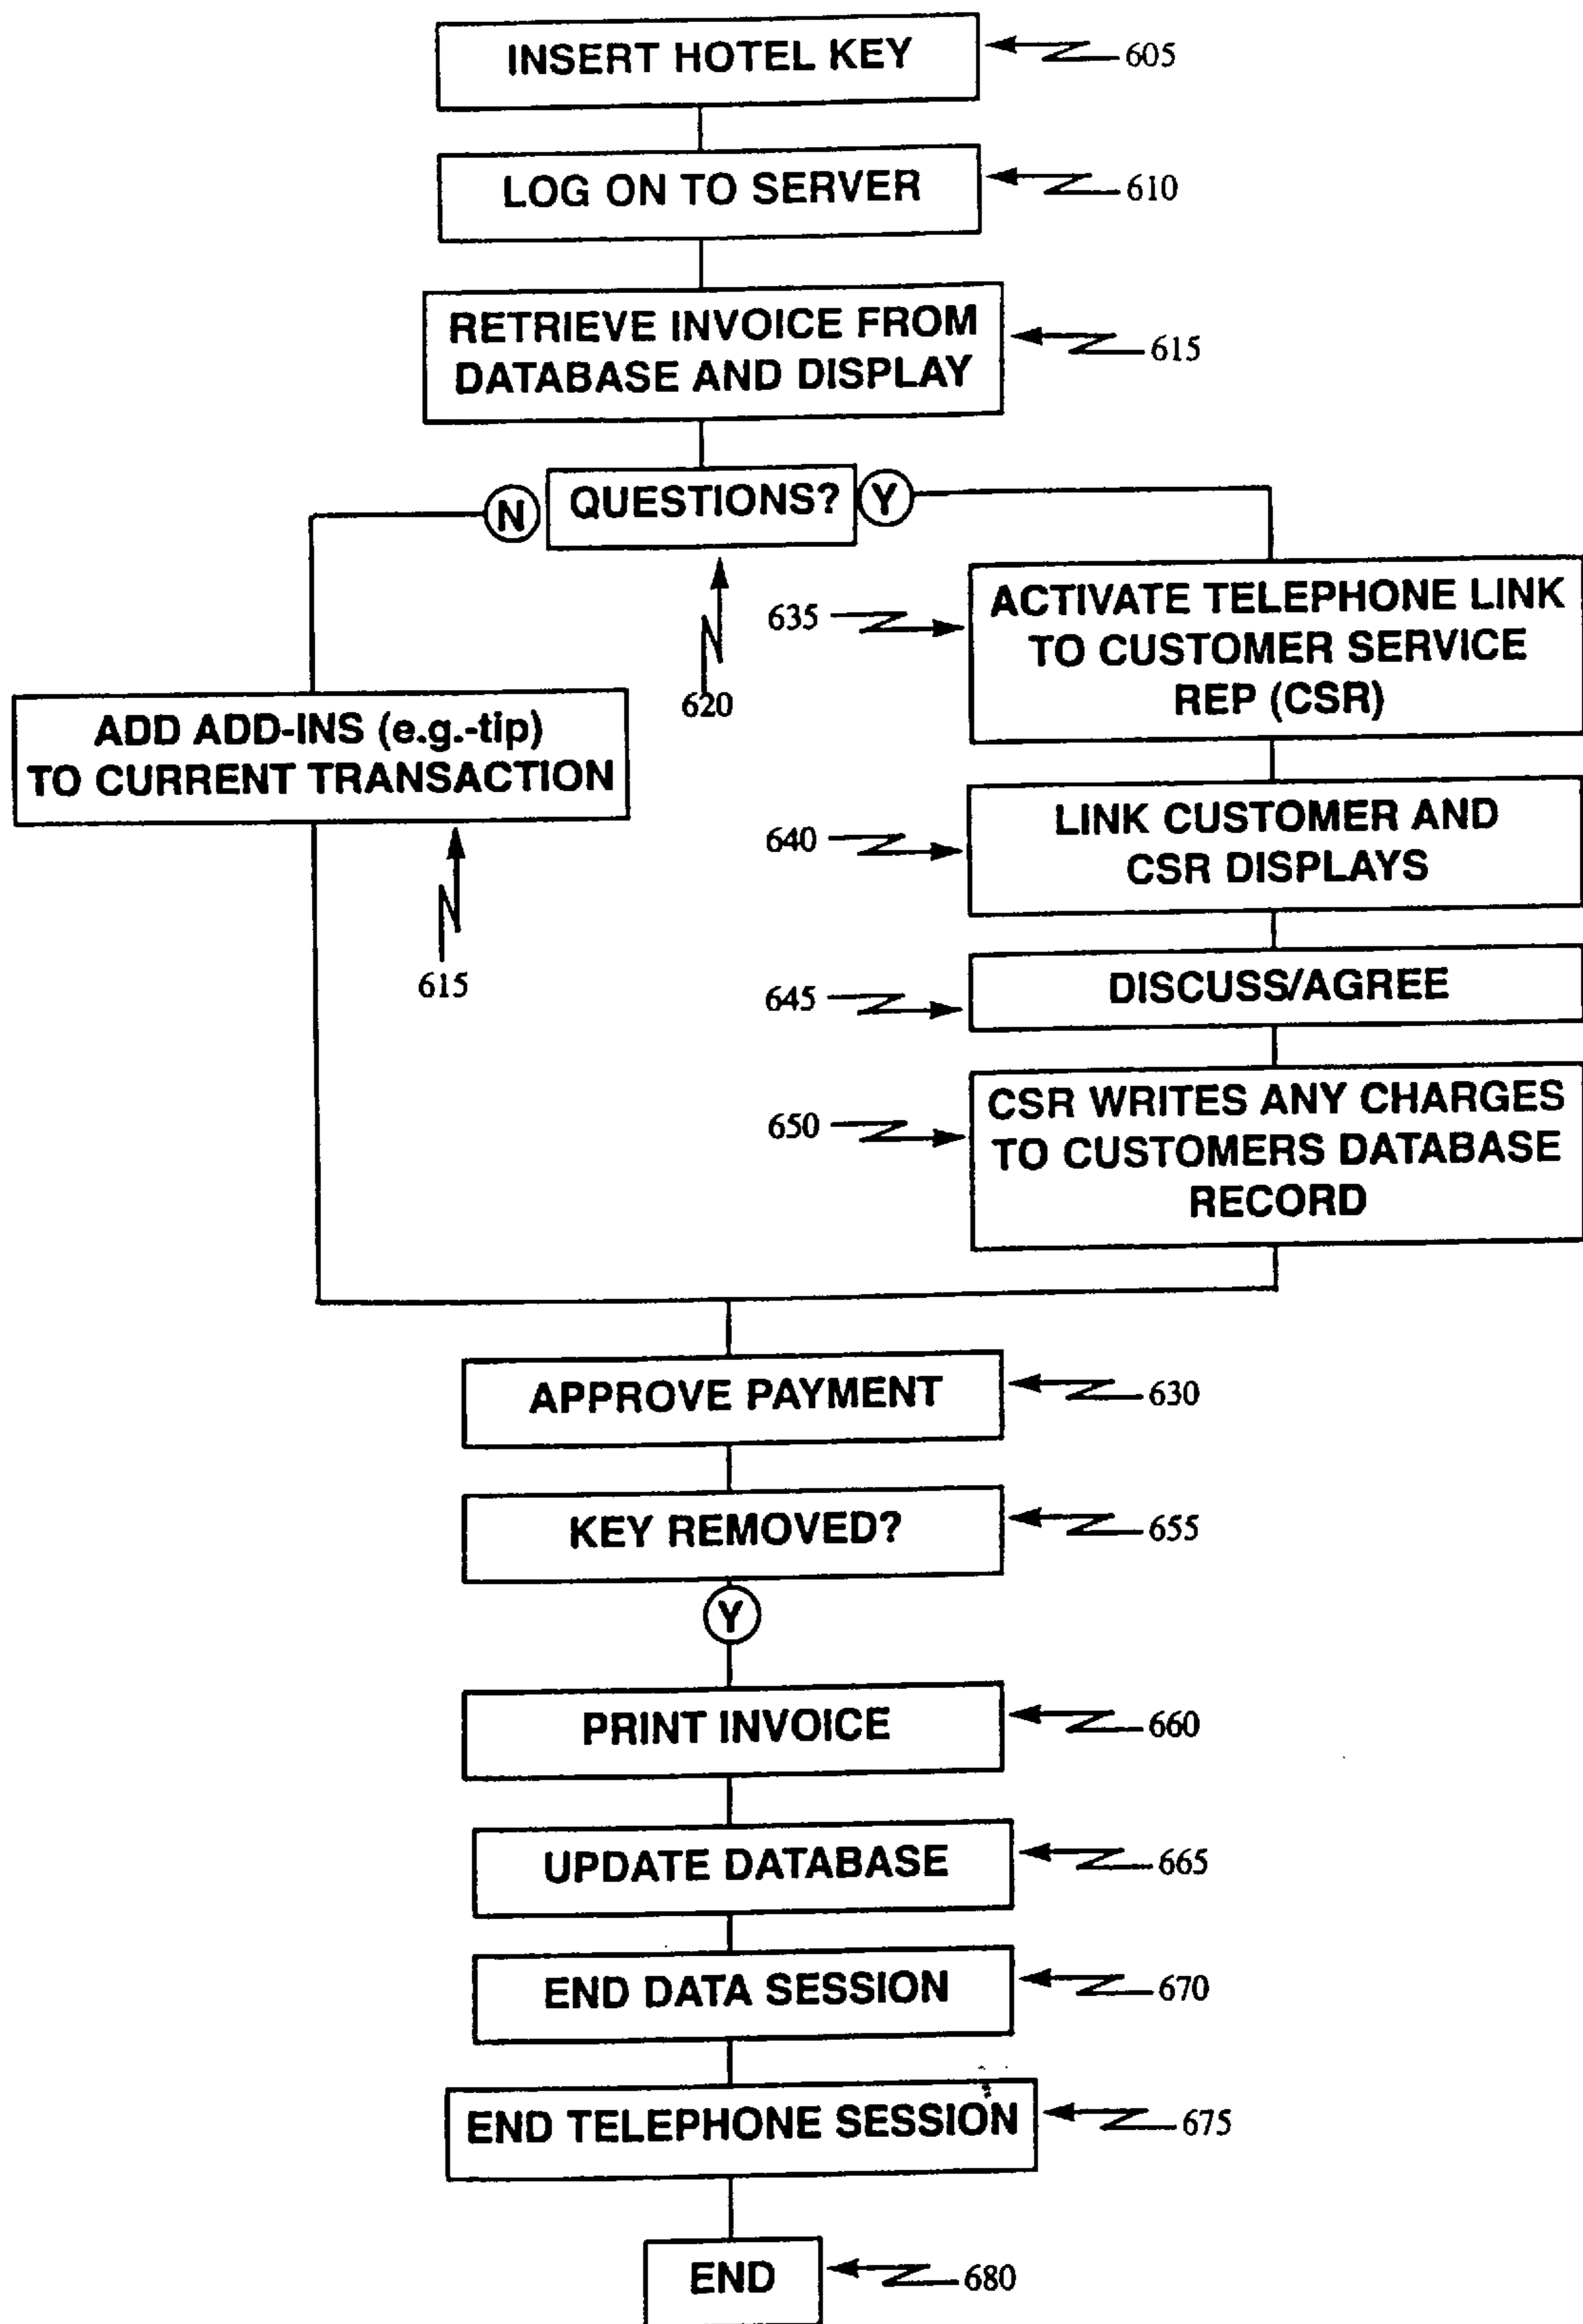 INSERT HOTEL KEY
605
LOG ON TO SERVER
610
RETRIEVE INVOICE FROM
DATABASE AND DISPLAY
615
N
QUESTIONS?
Y
620
ADD ADD-INS (e.g.-tip)
TO CURRENT TRANSACTION
615
635
ACTIVATE TELEPHONE LINK
TO CUSTOMER SERVICE
REP (CSR)
640
LINK CUSTOMER AND
CSR DISPLAYS
645
DISCUSS/AGREE
650
CSR WRITES ANY CHARGES
TO CUSTOMERS DATABASE
RECORD
APPROVE PAYMENT
630
KEY REMOVED?
655
Y
PRINT INVOICE
660
UPDATE DATABASE
665
END DATA SESSION
670
END TELEPHONE SESSION
675
END
680